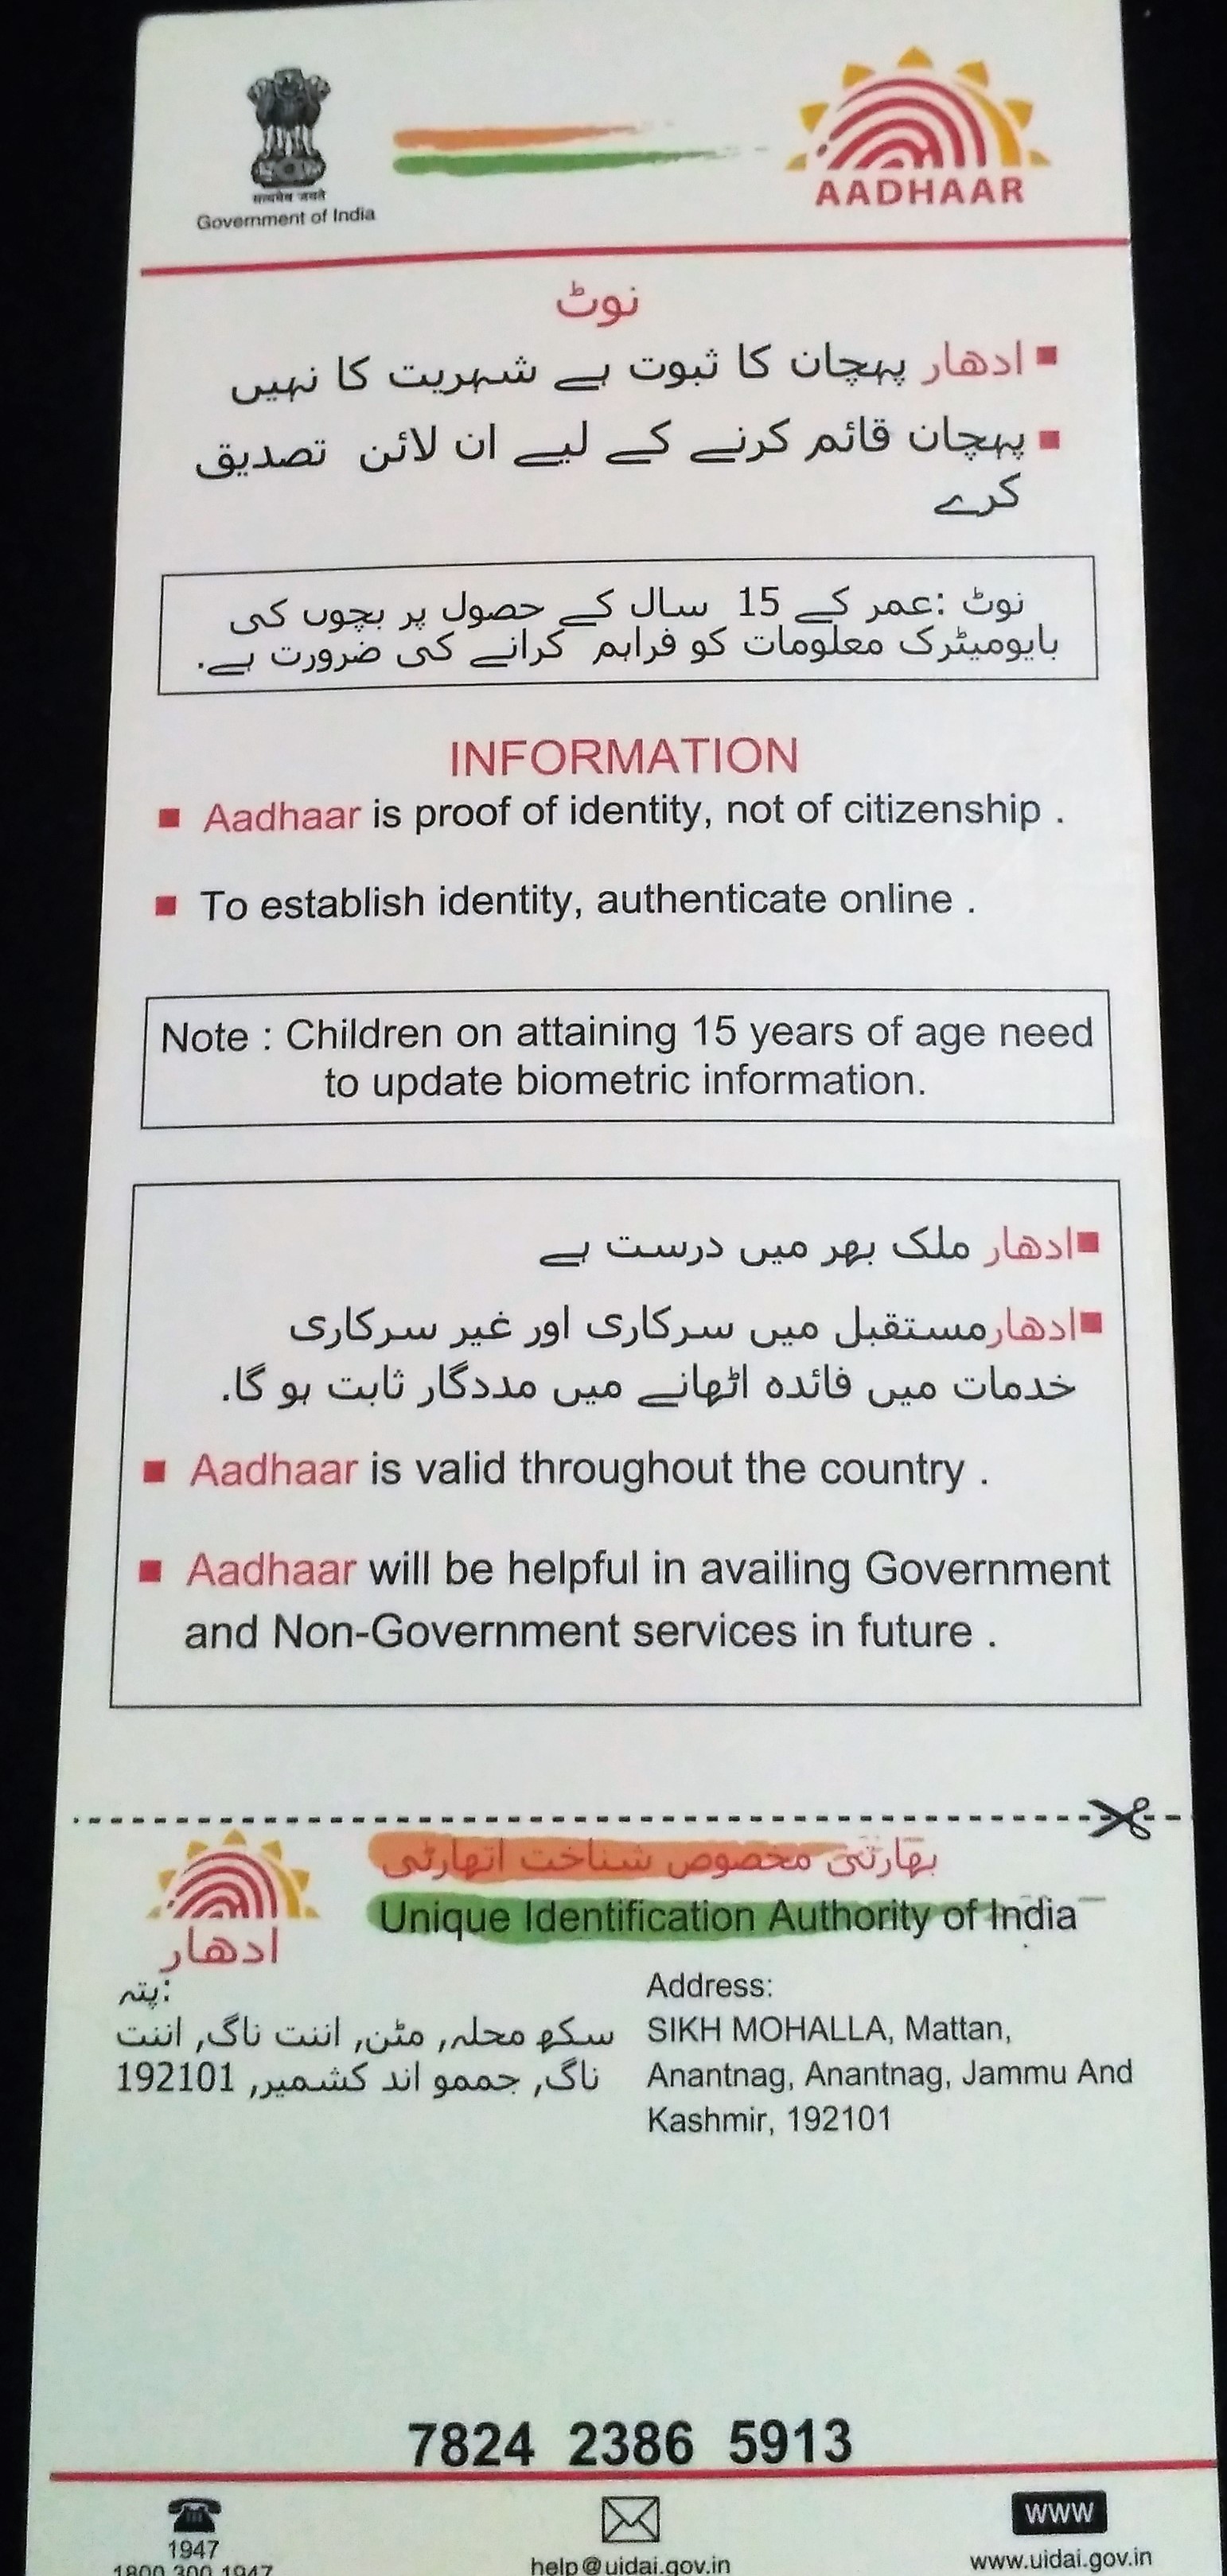 सत्यमेव जयते
Government of India
AADHAAR
نوٹ
ادھار پہچان کا ثبوت ہے شہریت کا نہیں
پہچان قائم کرنے کے لیے ان لائن تصدیق
کرے
نوٹ :عمر کے 15 سال کے حصول پر بچوں کی
بایومیٹرک معلومات کو فراہم کرانے کی ضرورت ہے.
INFORMATION
Aadhaar is proof of identity, not of citizenship .
To establish identity, authenticate online .
Note : Children on attaining 15 years of age need
to update biometric information.
ادھار ملک بھر میں درست ہے
ادھارمستقبل میں سرکاری اور غیر سرکاری
خدمات میں فائدہ اٹھانے میں مددگار ثابت ہو گا.
Aadhaar is valid throughout the country .
Aadhaar will be helpful in availing Government
and Non-Government services in future .
بھارتی مخصوص شناخت اتھارٹی
Unique Identification Authority of India
ادھار
پتہ:
سکھ محلہ, مٹن, اننت ناگ, اننت
ناگ, جممو اند کشمیر, 192101
Address:
SIKH MOHALLA, Mattan,
Anantnag, Anantnag, Jammu And
Kashmir, 192101
7824 2386 5913
1947
1800 300 1947
help@uidai.gov.in
www
www.uidai.gov.in